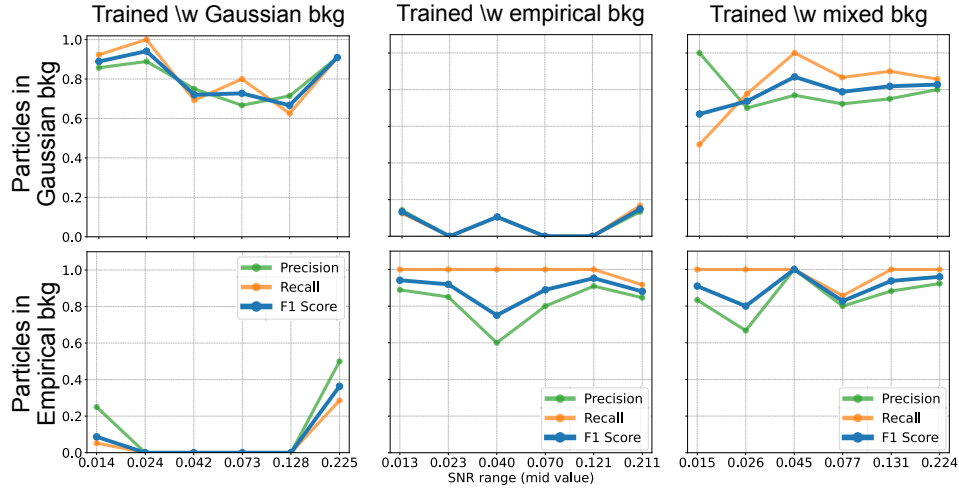 Trained \w Gaussian bkg
Trained \w empirical bkg
Trained \w mixed bkg
Particles in
Gaussian bkg
1.0
0.8
0.6
0.4
0.2
0.0
Particles in
Empirical bkg
1.0
0.8
0.6
0.4
0.2
0.0
Precision
Recall
F1 Score
Precision
Recall
F1 Score
Precision
Recall
F1 Score
0.014 0.024 0.042 0.073 0.128 0.225
0.013 0.023 0.040 0.070 0.121 0.211
0.015 0.026 0.045 0.077 0.131 0.224
SNR range (mid value)